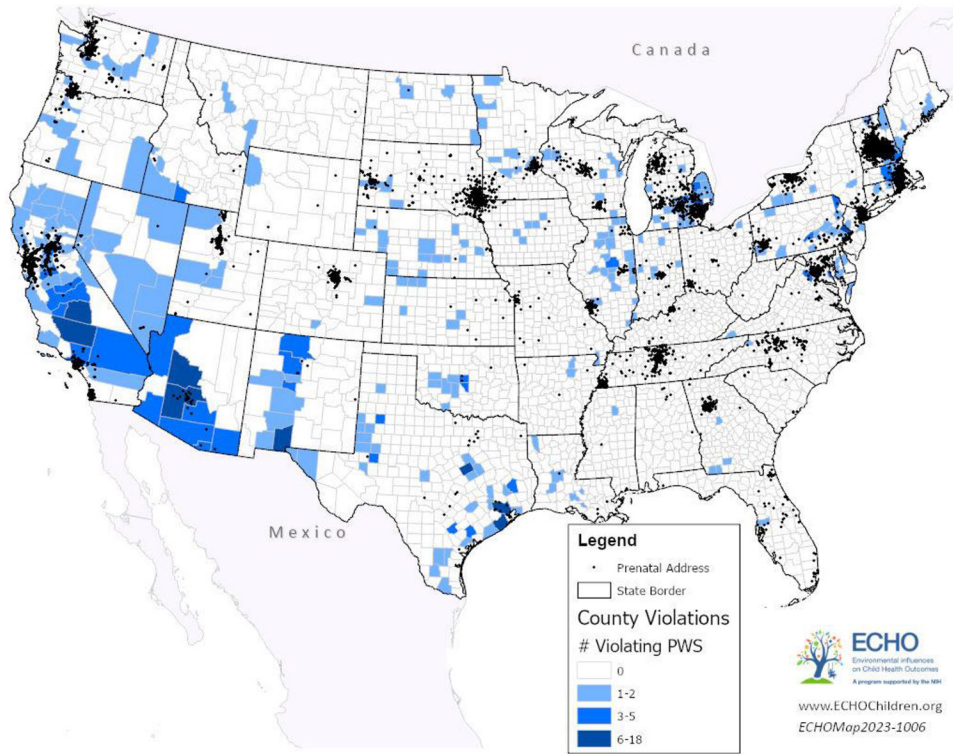 Canada
Mexico
Legend
Prenatal Address
State Border
County Violations
# Violating PWS
0
1-2
3-5
6-18
ECHO
Environmental influences
on Child Health Outcomes
A program supported by the NIH
www.ECHOChildren.org
ECHOMap2023-1006